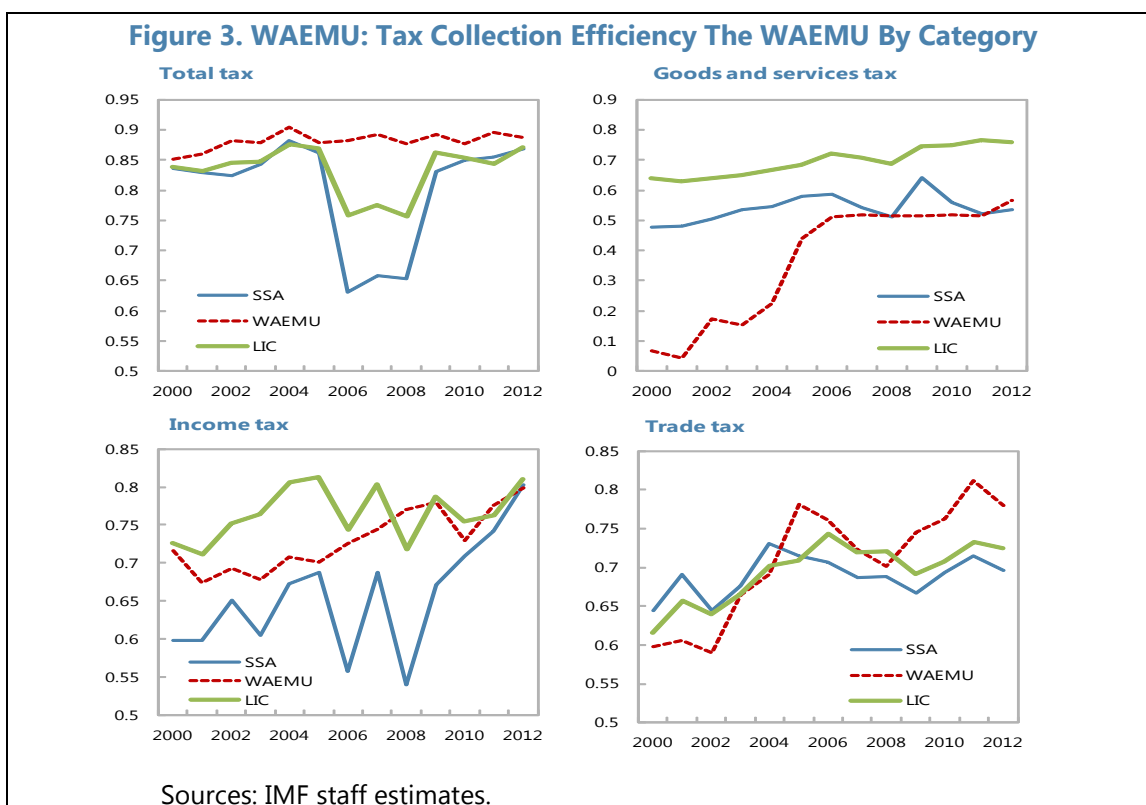 Figure 3. WAEMU: Tax Collection Efficiency The WAEMU By Category
Total tax
0.95
0.9
0.85
0.8
0.75
0.7
0.65
0.6
0.55
0.5
SSA
WAEMU
LIC
2000 2002 2004 2006 2008 2010 2012
Goods and services tax
0.9
0.8
0.7
0.6
0.5
0.4
0.3
0.2
0.1
0
SSA
WAEMU
LIC
2000 2002 2004 2006 2008 2010 2012
Income tax
0.85
0.8
0.75
0.7
0.65
0.6
0.55
0.5
SSA
WAEMU
LIC
2000 2002 2004 2006 2008 2010 2012
Trade tax
0.85
0.8
0.75
0.7
0.65
0.6
0.55
0.5
SSA
WAEMU
LIC
2000 2002 2004 2006 2008 2010 2012
Sources: IMF staff estimates.